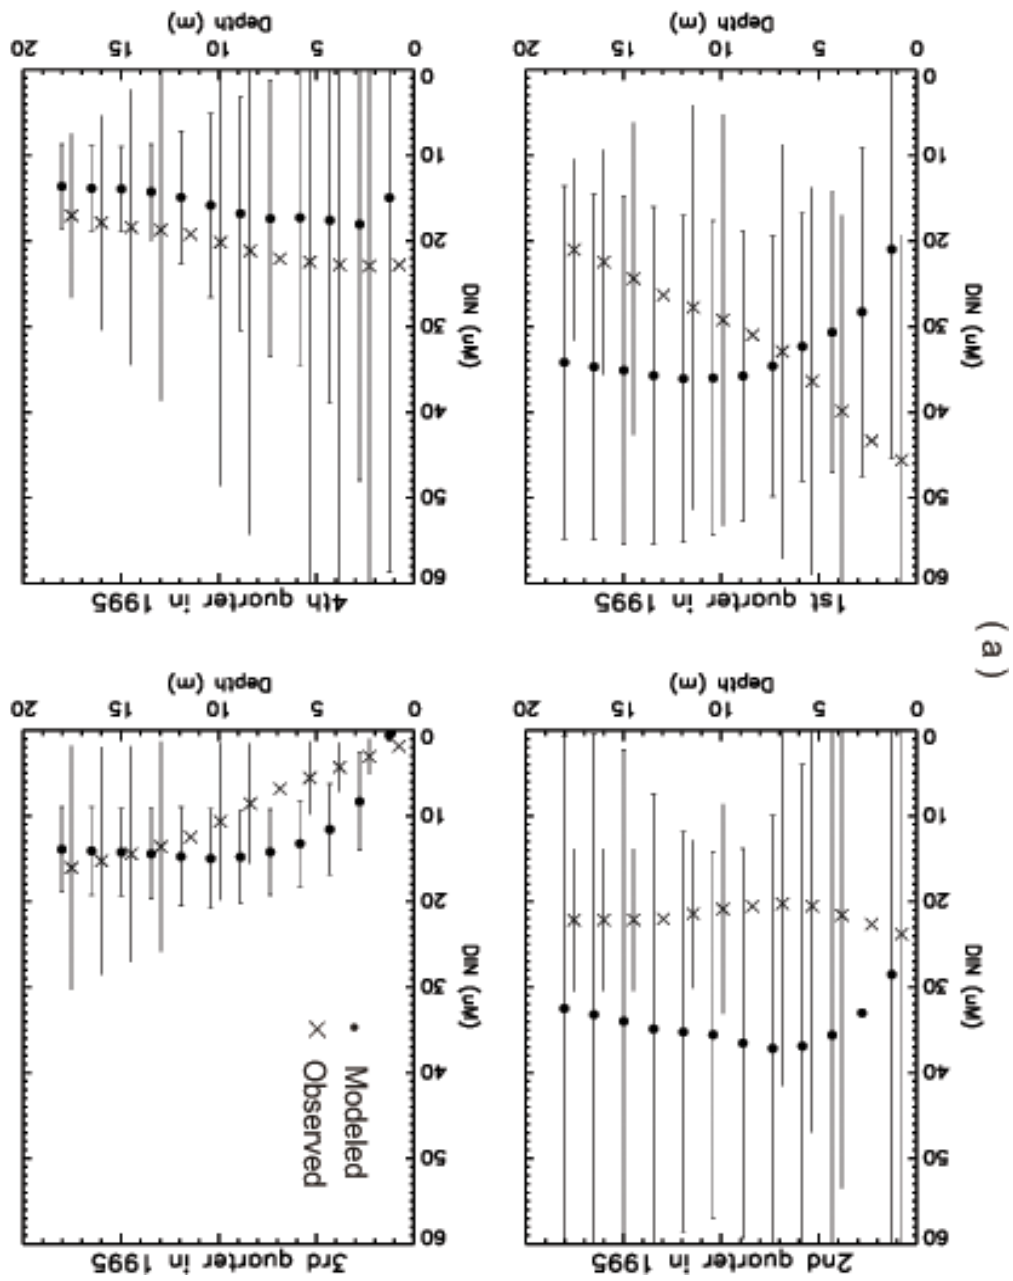 (a)
1st quarter in 1995
DIN (uM)
0 10 20 30 40 50 60
Depth (m)
0 5 10 15 20
2nd quarter in 1995
DIN (uM)
0 10 20 30 40 50 60
Depth (m)
0 5 10 15 20
4th quarter in 1995
DIN (uM)
0 10 20 30 40 50 60
Depth (m)
0 5 10 15 20
3rd quarter in 1995
DIN (uM)
0 10 20 30 40 50 60
Depth (m)
0 5 10 15 20
Modeled
Observed